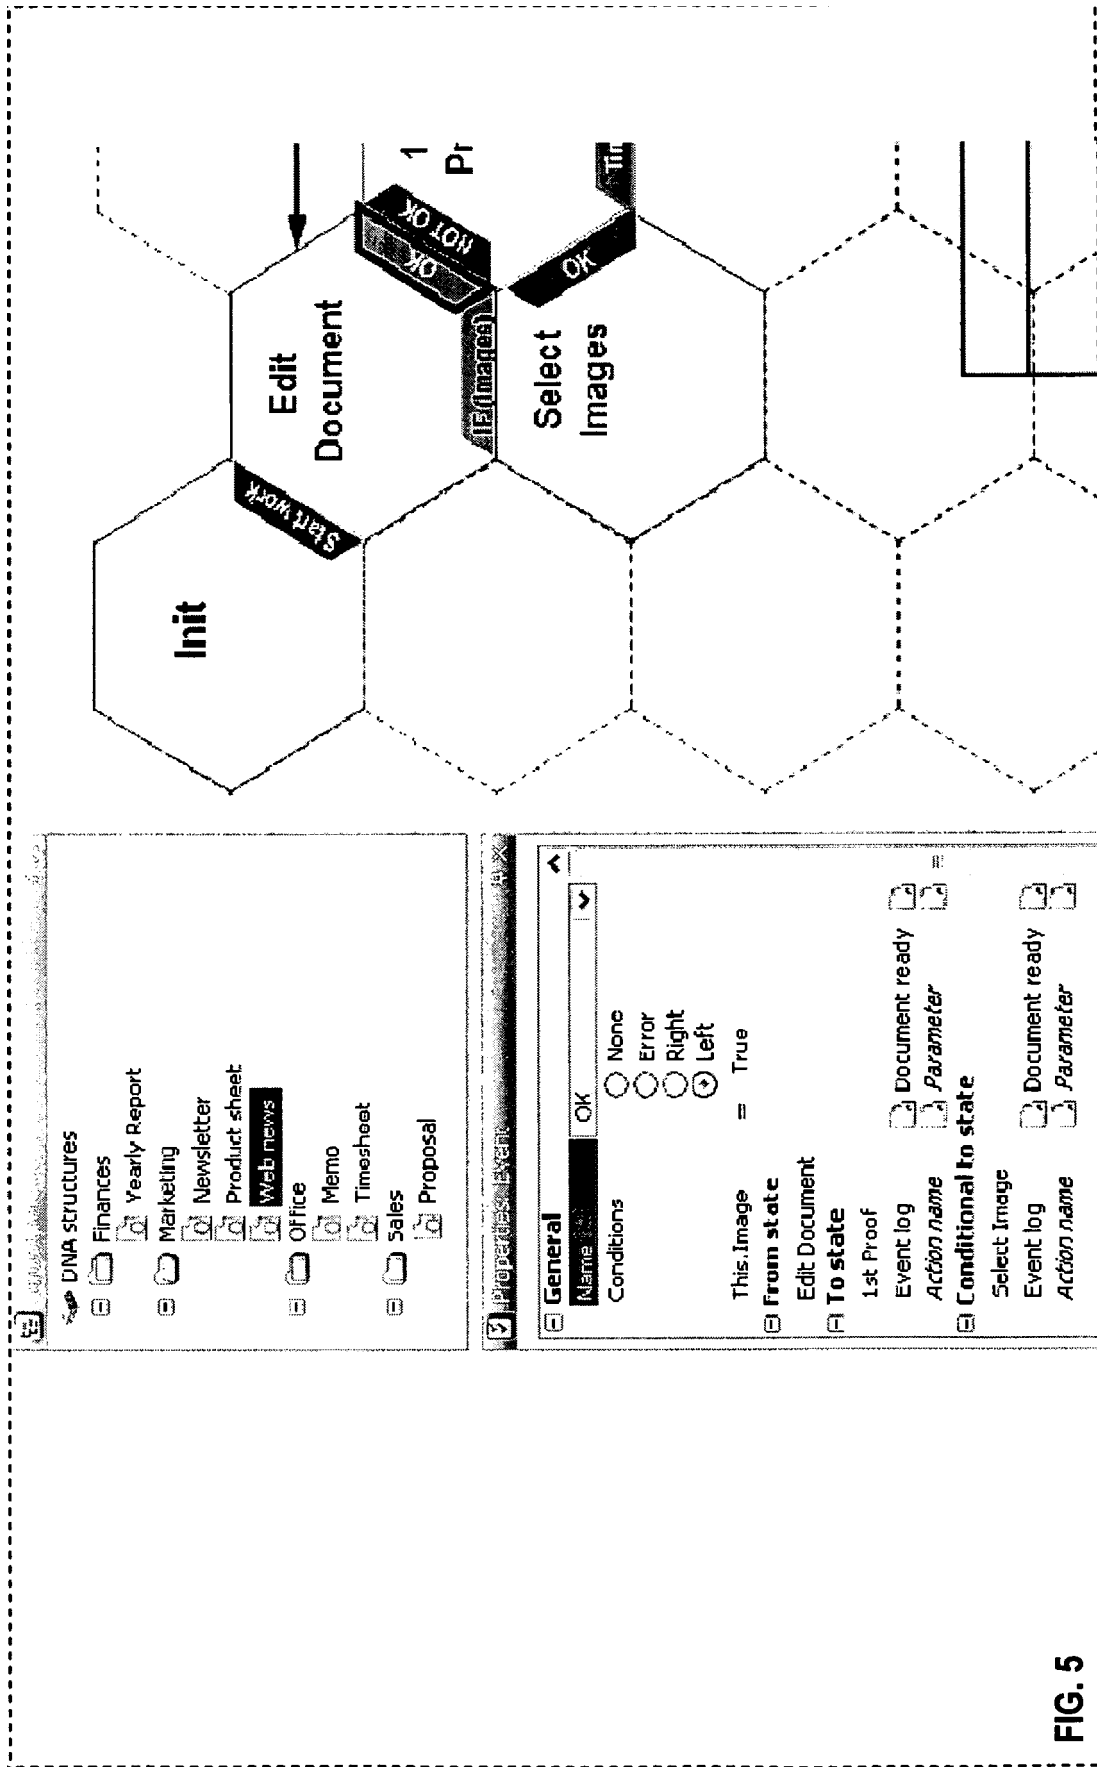 DNA structures
Finances
Yearly Report
Marketing
Newsletter
Product sheet
Web news
Office
Memo
Timesheet
Sales
Proposal
Properties: Event
General
Name
OK
Conditions
None
Error
Right
Left
This.Image = True
From state
Edit Document
To state
1st Proof
Event log Document ready
Action name Parameter
Conditional to state
Select Image
Event log Document ready
Action name Parameter
Init
Start work
Edit
Document
IF(Images)
OK
NOT OK
1
Pr
Select
Images
OK
Tim
FIG. 5